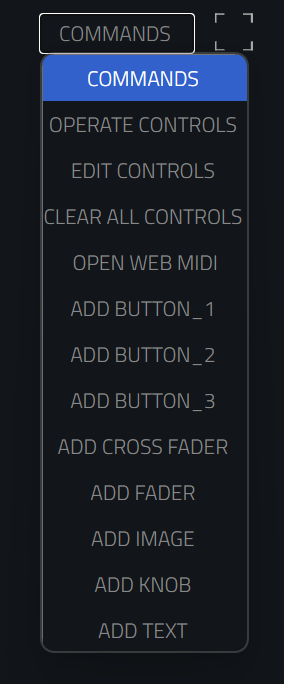 COMMANDS
COMMANDS
OPERATE CONTROLS
EDIT CONTROLS
CLEAR ALL CONTROLS
OPEN WEB MIDI
ADD BUTTON_1
ADD BUTTON_2
ADD BUTTON_3
ADD CROSS FADER
ADD FADER
ADD IMAGE
ADD KNOB
ADD TEXT